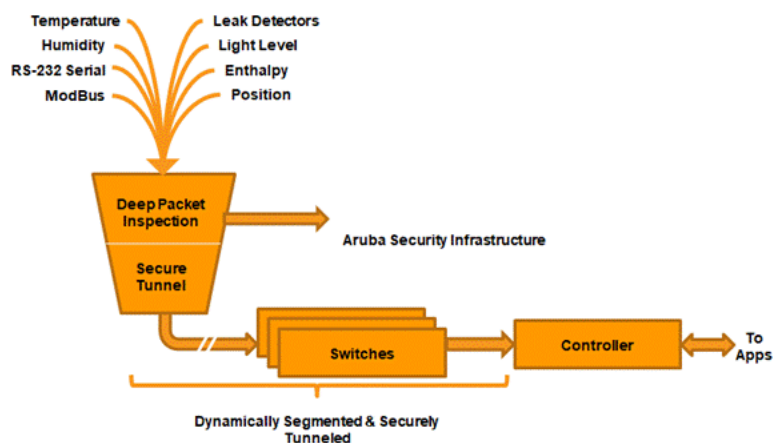 Temperature
Humidity
RS-232 Serial
ModBus
Leak Detectors
Light Level
Enthalpy
Position
Deep Packet
Inspection
Secure
Tunnel
Aruba Security Infrastructure
Switches
Controller
To
Apps
Dynamically Segmented & Securely
Tunneled